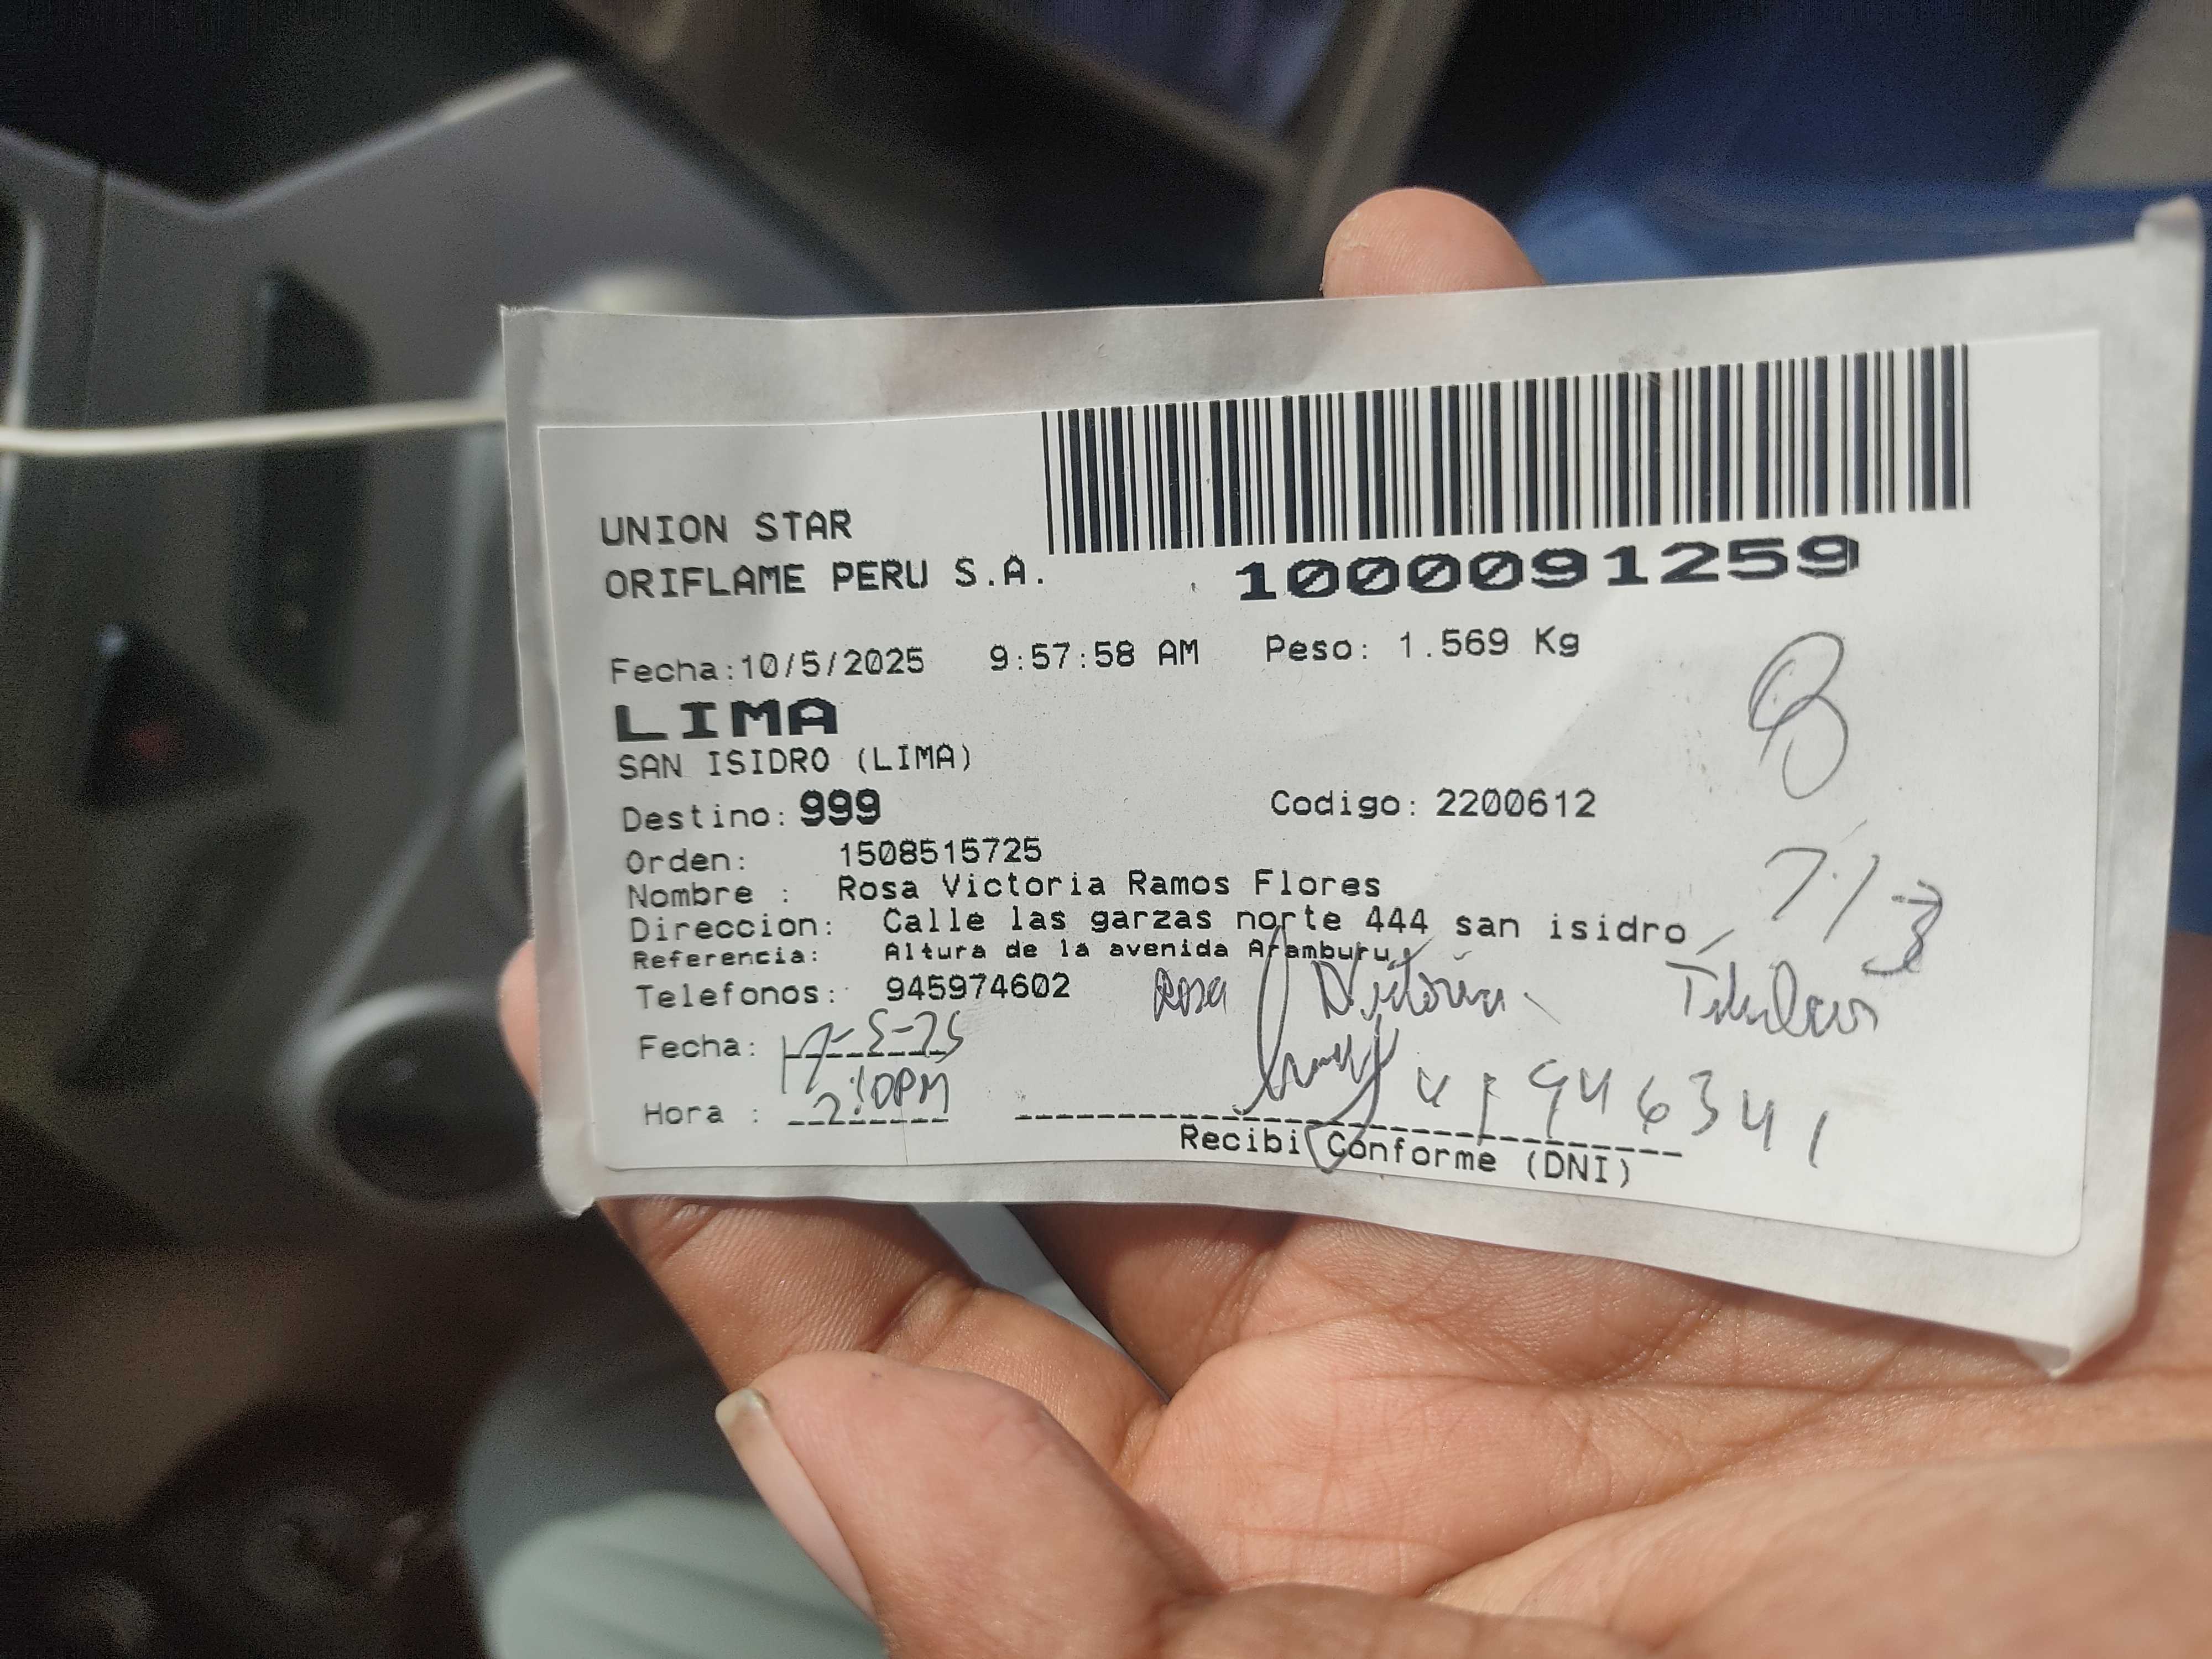 UNION STAR
ORIFLAME PERU S.A.
1000091259
Fecha:10/5/2025 9:57:58 AM Peso: 1.569 Kg
LIMA
SAN ISIDRO (LIMA)
Destino: 999 Codigo: 2200612
Orden: 1508515725
Nombre : Rosa Victoria Ramos Flores
Direccion: Calle las garzas norte 444 san isidro
Referencia: Altura de la avenida Aramburu
Telefonos: 945974602 Rosa Victoria Titular
Fecha: 17-5-25
Hora : 2:10PM
Recibi Conforme (DNI)